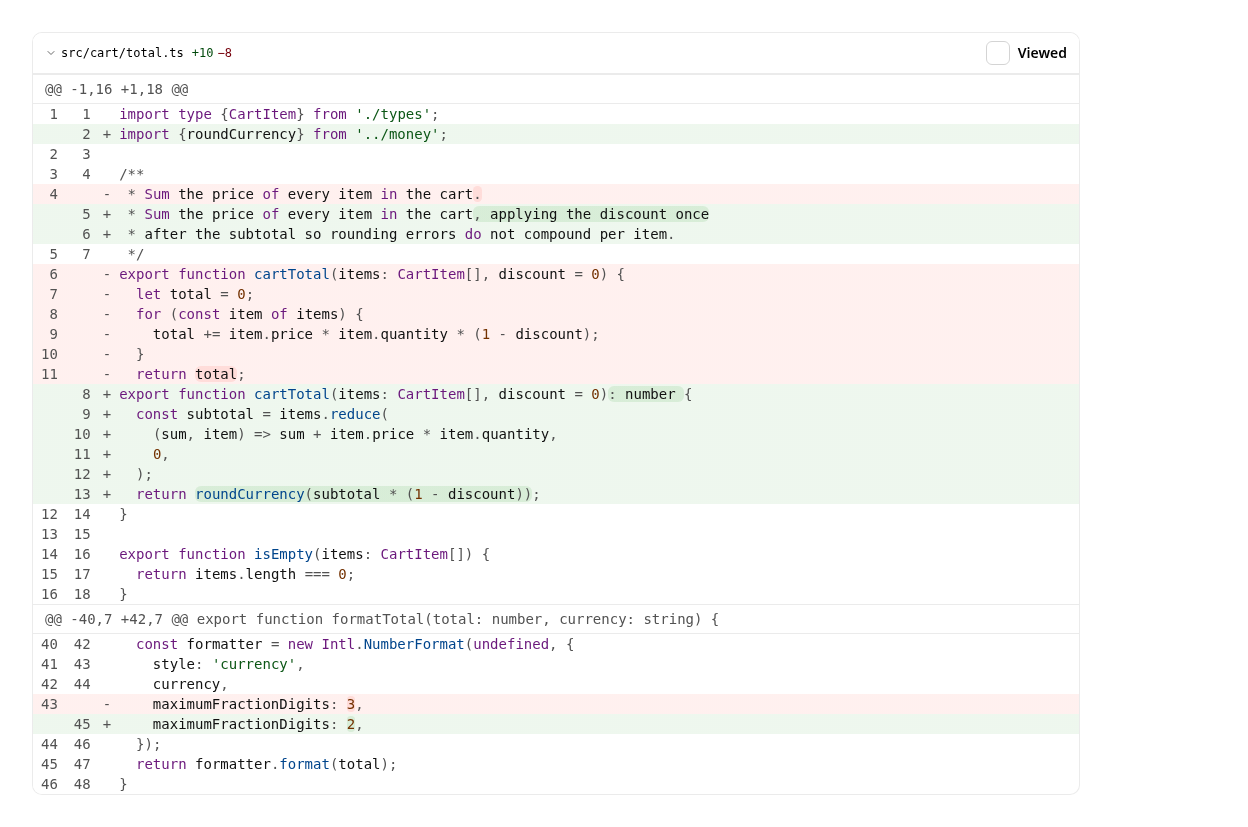 src/cart/total.ts +10 −8 Viewed
@@ -1,16 +1,18 @@
1 1 import type {CartItem} from './types';
2 + import {roundCurrency} from '../money';
2 3
3 4 /**
4 - * Sum the price of every item in the cart.
5 + * Sum the price of every item in the cart, applying the discount once
6 + * after the subtotal so rounding errors do not compound per item.
5 7 */
6 - export function cartTotal(items: CartItem[], discount = 0) {
7 - let total = 0;
8 - for (const item of items) {
9 - total += item.price * item.quantity * (1 - discount);
10 - }
11 - return total;
8 + export function cartTotal(items: CartItem[], discount = 0): number {
9 + const subtotal = items.reduce(
10 + (sum, item) => sum + item.price * item.quantity,
11 + 0,
12 + );
13 + return roundCurrency(subtotal * (1 - discount));
12 14 }
13 15
14 16 export function isEmpty(items: CartItem[]) {
15 17 return items.length === 0;
16 18 }
@@ -40,7 +42,7 @@ export function formatTotal(total: number, currency: string) {
40 42 const formatter = new Intl.NumberFormat(undefined, {
41 43 style: 'currency',
42 44 currency,
43 - maximumFractionDigits: 3,
45 + maximumFractionDigits: 2,
44 46 });
45 47 return formatter.format(total);
46 48 }